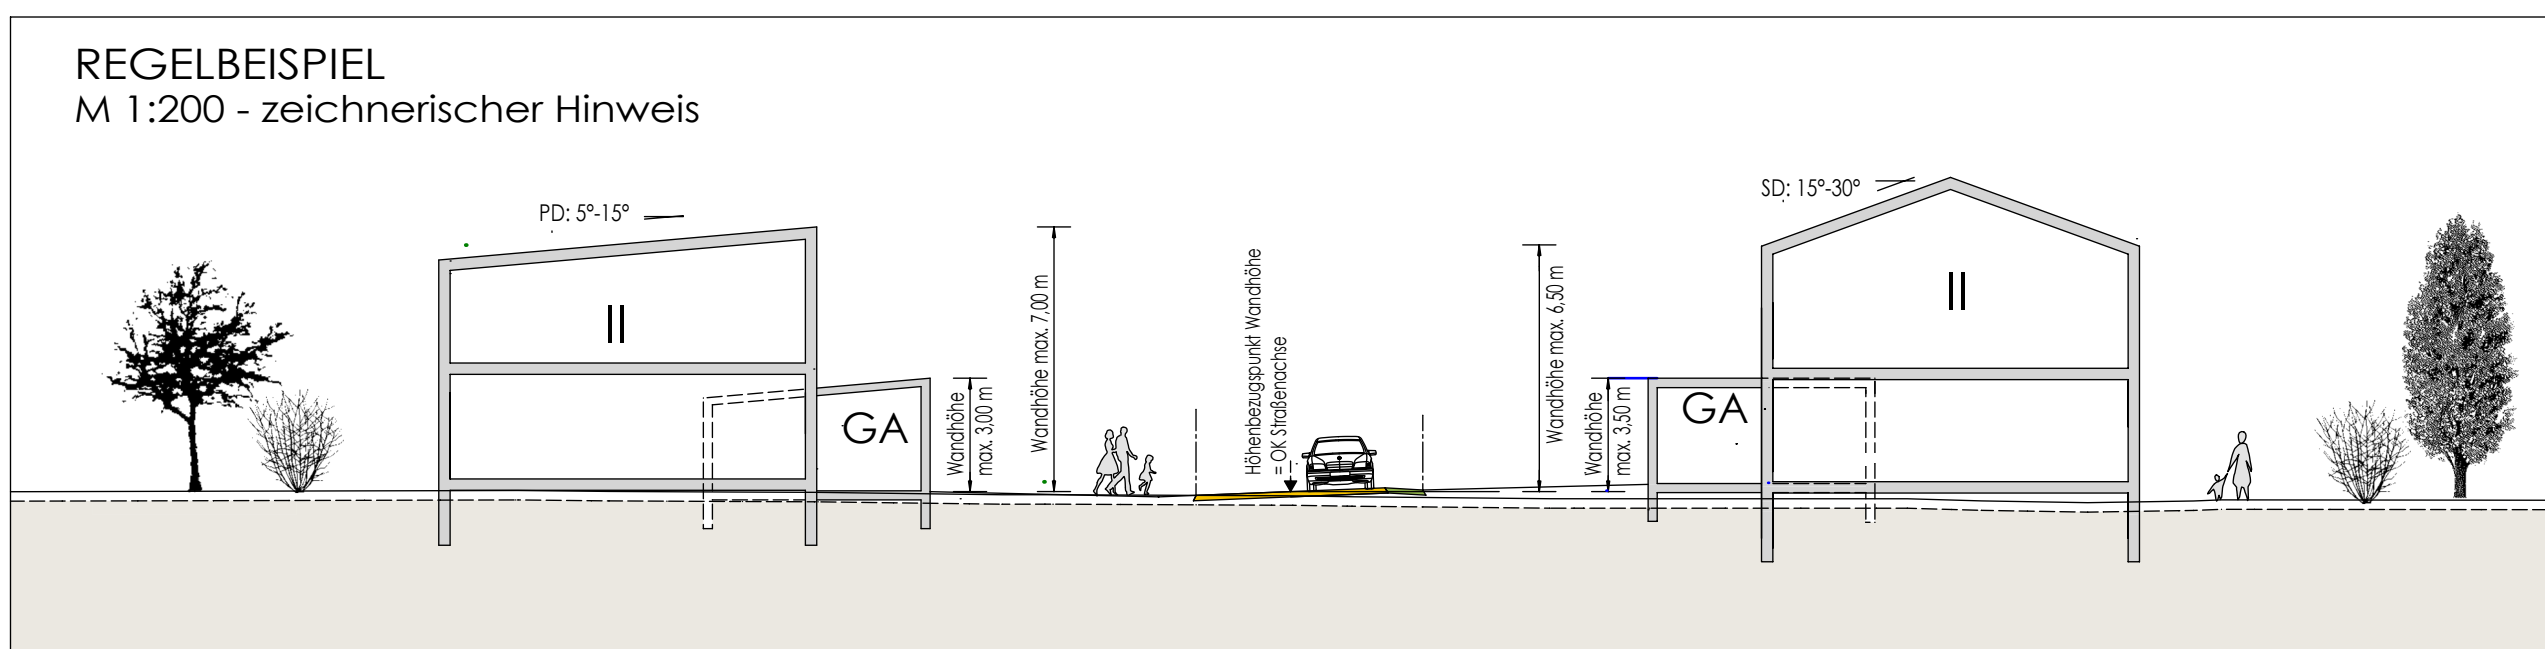 REGELBEISPIEL
M 1:200 - zeichnerischer Hinweis
PD: 5°-15°
SD: 15°-30°
II
II
GA
GA
Wandhöhe
max. 3,00 m
Wandhöhe max. 7,00 m
Höhenbezugspunkt Wandhöhe
= OK Straßenachse
Wandhöhe max. 6,50 m
Wandhöhe
max. 3,50 m